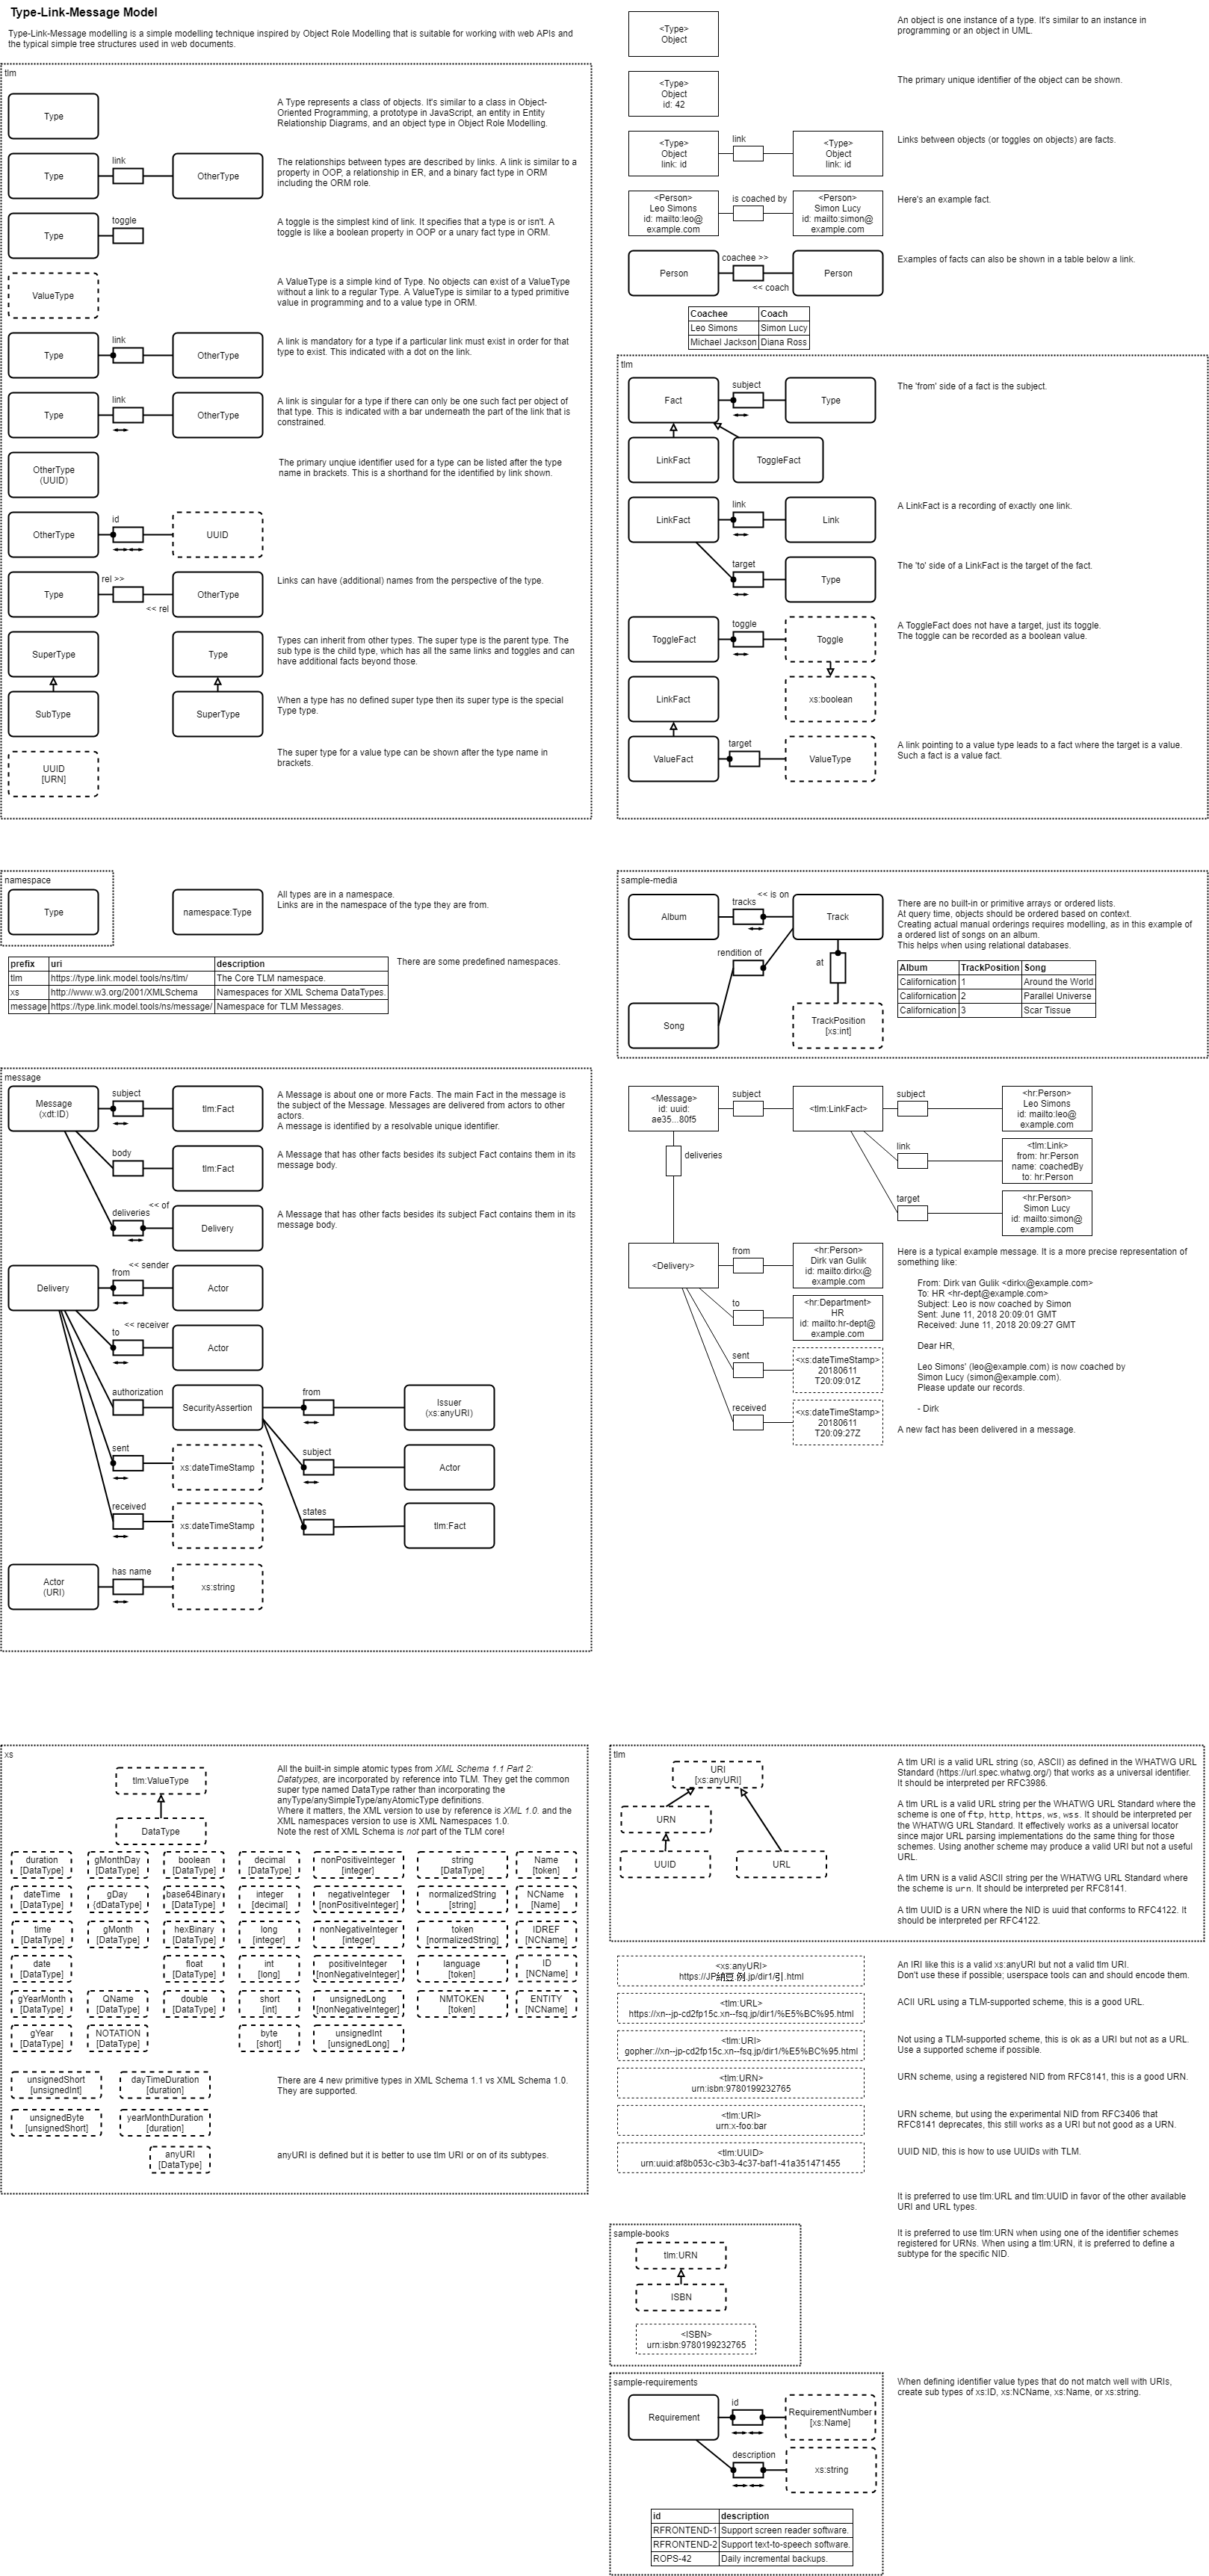 Type-Link-Message Model
Type-Link-Message modelling is a simple modelling technique inspired by Object Role Modelling that is suitable for working with web APIs and
the typical simple tree structures used in web documents.
tlm
Type
A Type represents a class of objects. It's similar to a class in Object-
Oriented Programming, a prototype in JavaScript, an entity in Entity
Relationship Diagrams, and an object type in Object Role Modelling.
Type
link
OtherType
The relationships between types are described by links. A link is similar to a
property in OOP, a relationship in ER, and a binary fact type in ORM
including the ORM role.
Type
toggle
A toggle is the simplest kind of link. It specifies that a type is or isn't. A
toggle is like a boolean property in OOP or a unary fact type in ORM.
ValueType
A ValueType is a simple kind of Type. No objects can exist of a ValueType
without a link to a regular Type. A ValueType is similar to a typed primitive
value in programming and to a value type in ORM.
Type
link
OtherType
A link is mandatory for a type if a particular link must exist in order for that
type to exist. This indicated with a dot on the link.
Type
link
OtherType
A link is singular for a type if there can only be one such fact per object of
that type. This is indicated with a bar underneath the part of the link that is
constrained.
OtherType
(UUID)
The primary unqiue identifier used for a type can be listed after the type
name in brackets. This is a shorthand for the identified by link shown.
OtherType
id
UUID
Type
rel >>
<< rel
OtherType
Links can have (additional) names from the perspective of the type.
SuperType
Type
Types can inherit from other types. The super type is the parent type. The
sub type is the child type, which has all the same links and toggles and can
have additional facts beyond those.
SubType
SuperType
When a type has no defined super type then its super type is the special
Type type.
UUID
[URN]
The super type for a value type can be shown after the type name in
brackets.
<Type>
Object
An object is one instance of a type. It's similar to an instance in
programming or an object in UML.
<Type>
Object
id: 42
The primary unique identifier of the object can be shown.
<Type>
Object
link: id
link
<Type>
Object
link: id
Links between objects (or toggles on objects) are facts.
<Person>
Leo Simons
id: mailto:leo@
example.com
is coached by
<Person>
Simon Lucy
id: mailto:simon@
example.com
Here's an example fact.
Person
coachee >>
<< coach
Person
Examples of facts can also be shown in a table below a link.
Coachee Coach
Leo Simons Simon Lucy
Michael Jackson Diana Ross
tlm
Fact
subject
Type
The 'from' side of a fact is the subject.
LinkFact
ToggleFact
LinkFact
link
Link
A LinkFact is a recording of exactly one link.
target
Type
The 'to' side of a LinkFact is the target of the fact.
ToggleFact
toggle
Toggle
A ToggleFact does not have a target, just its toggle.
The toggle can be recorded as a boolean value.
LinkFact
xs:boolean
ValueFact
target
ValueType
A link pointing to a value type leads to a fact where the target is a value.
Such a fact is a value fact.
namespace
Type
namespace:Type
All types are in a namespace.
Links are in the namespace of the type they are from.
prefix uri description
tlm https://type.link.model.tools/ns/tlm/ The Core TLM namespace.
xs http://www.w3.org/2001/XMLSchema Namespaces for XML Schema DataTypes.
message https://type.link.model.tools/ns/message/ Namespace for TLM Messages.
There are some predefined namespaces.
sample-media
Album
tracks
<< is on
Track
rendition of
at
Song
TrackPosition
[xs:int]
There are no built-in or primitive arrays or ordered lists.
At query time, objects should be ordered based on context.
Creating actual manual orderings requires modelling, as in this example of
a ordered list of songs on an album.
This helps when using relational databases.
Album TrackPosition Song
Californication 1 Around the World
Californication 2 Parallel Universe
Californication 3 Scar Tissue
message
Message
(xdt:ID)
subject
tlm:Fact
A Message is about one or more Facts. The main Fact in the message is
the subject of the Message. Messages are delivered from actors to other
actors.
A message is identified by a resolvable unique identifier.
body
tlm:Fact
A Message that has other facts besides its subject Fact contains them in its
message body.
deliveries
<< of
Delivery
A Message that has other facts besides its subject Fact contains them in its
message body.
Delivery
<< sender
from
Actor
<< receiver
to
Actor
authorization
SecurityAssertion
from
Issuer
(xs:anyURI)
sent
xs:dateTimeStamp
subject
Actor
received
xs:dateTimeStamp
states
tlm:Fact
Actor
(URI)
has name
xs:string
<Message>
id: uuid:
ae35...80f5
subject
<tlm:LinkFact>
subject
<hr:Person>
Leo Simons
id: mailto:leo@
example.com
deliveries
link
<tlm:Link>
from: hr:Person
name: coachedBy
to: hr:Person
target
<hr:Person>
Simon Lucy
id: mailto:simon@
example.com
<Delivery>
from
<hr:Person>
Dirk van Gulik
id: mailto:dirkx@
example.com
to
<hr:Department>
HR
id: mailto:hr-dept@
example.com
sent
<xs:dateTimeStamp>
20180611
T20:09:01Z
received
<xs:dateTimeStamp>
20180611
T20:09:27Z
Here is a typical example message. It is a more precise representation of
something like:
From: Dirk van Gulik <dirkx@example.com>
To: HR <hr-dept@example.com>
Subject: Leo is now coached by Simon
Sent: June 11, 2018 20:09:01 GMT
Received: June 11, 2018 20:09:27 GMT
Dear HR,
Leo Simons' (leo@example.com) is now coached by
Simon Lucy (simon@example.com).
Please update our records.
- Dirk
A new fact has been delivered in a message.
xs
tlm:ValueType
DataType
All the built-in simple atomic types from XML Schema 1.1 Part 2:
Datatypes, are incorporated by reference into TLM. They get the common
super type named DataType rather than incorporating the
anyType/anySimpleType/anyAtomicType definitions.
Where it matters, the XML version to use by reference is XML 1.0. and the
XML namespaces version to use is XML Namespaces 1.0.
Note the rest of XML Schema is not part of the TLM core!
duration gMonthDay boolean decimal nonPositiveInteger string Name
[DataType] [DataType] [DataType] [DataType] [integer] [DataType] [token]
dateTime gDay base64Binary integer negativeInteger normalizedString NCName
[DataType] (dDataType] [DataType] [decimal] [nonPositiveInteger] [string] [Name]
time gMonth hexBinary long nonNegativeInteger token IDREF
[DataType] [DataType] [DataType] [integer] [integer] [normalizedString] [NCName]
date float int positiveInteger language ID
[DataType] [DataType] [long] [nonNegativeInteger] [token] [NCName]
gYearMonth QName double short unsignedLong NMTOKEN ENTITY
[DataType] [DataType] [DataType] [int] [nonNegativeInteger] [token] [NCName]
gYear NOTATION byte unsignedInt
[DataType] [DataType] [short] [unsignedLong]
unsignedShort dayTimeDuration
[unsignedInt] [duration]
There are 4 new primitive types in XML Schema 1.1 vs XML Schema 1.0.
They are supported.
unsignedByte yearMonthDuration
[unsignedShort] [duration]
anyURI
[DataType]
anyURI is defined but it is better to use tlm URI or on of its subtypes.
tlm
URI
[xs:anyURI]
URN
UUID
URL
A tlm URI is a valid URL string (so, ASCII) as defined in the WHATWG URL
Standard (https://url.spec.whatwg.org/) that works as a universal identifier.
It should be interpreted per RFC3986.
A tlm URL is a valid URL string per the WHATWG URL Standard where the
scheme is one of ftp, http, https, ws, wss. It should be interpreted per
the WHATWG URL Standard. It effectively works as a universal locator
since major URL parsing implementations do the same thing for those
schemes. Using another scheme may produce a valid URI but not a useful
URL.
A tlm URN is a valid ASCII string per the WHATWG URL Standard where
the scheme is urn. It should be interpreted per RFC8141.
A tlm UUID is a URN where the NID is uuid that conforms to RFC4122. It
should be interpreted per RFC4122.
<xs:anyURI>
https://JP納豆.例.jp/dir1/引.html
An IRI like this is a valid xs:anyURI but not a valid tlm URI.
Don't use these if possible; userspace tools can and should encode them.
<tlm:URL>
https://xn--jp-cd2fp15c.xn--fsq.jp/dir1/%E5%BC%95.html
ACII URL using a TLM-supported scheme, this is a good URL.
<tlm:URI>
gopher://xn--jp-cd2fp15c.xn--fsq.jp/dir1/%E5%BC%95.html
Not using a TLM-supported scheme, this is ok as a URI but not as a URL.
Use a supported scheme if possible.
<tlm:URN>
urn:isbn:9780199232765
URN scheme, using a registered NID from RFC8141, this is a good URN.
<tlm:URI>
urn:x-foo:bar
URN scheme, but using the experimental NID from RFC3406 that
RFC8141 deprecates, this still works as a URI but not good as a URN.
<tlm:UUID>
urn:uuid:af8b053c-c3b3-4c37-baf1-41a351471455
UUID NID, this is how to use UUIDs with TLM.
It is preferred to use tlm:URL and tlm:UUID in favor of the other available
URI and URL types.
It is preferred to use tlm:URN when using one of the identifier schemes
registered for URNs. When using a tlm:URN, it is preferred to define a
subtype for the specific NID.
sample-books
tlm:URN
ISBN
<ISBN>
urn:isbn:9780199232765
sample-requirements
Requirement
id
RequirementNumber
[xs:Name]
description
xs:string
When defining identifier value types that do not match well with URIs,
create sub types of xs:ID, xs:NCName, xs:Name, or xs:string.
id description
RFRONTEND-1 Support screen reader software.
RFRONTEND-2 Support text-to-speech software.
ROPS-42 Daily incremental backups.